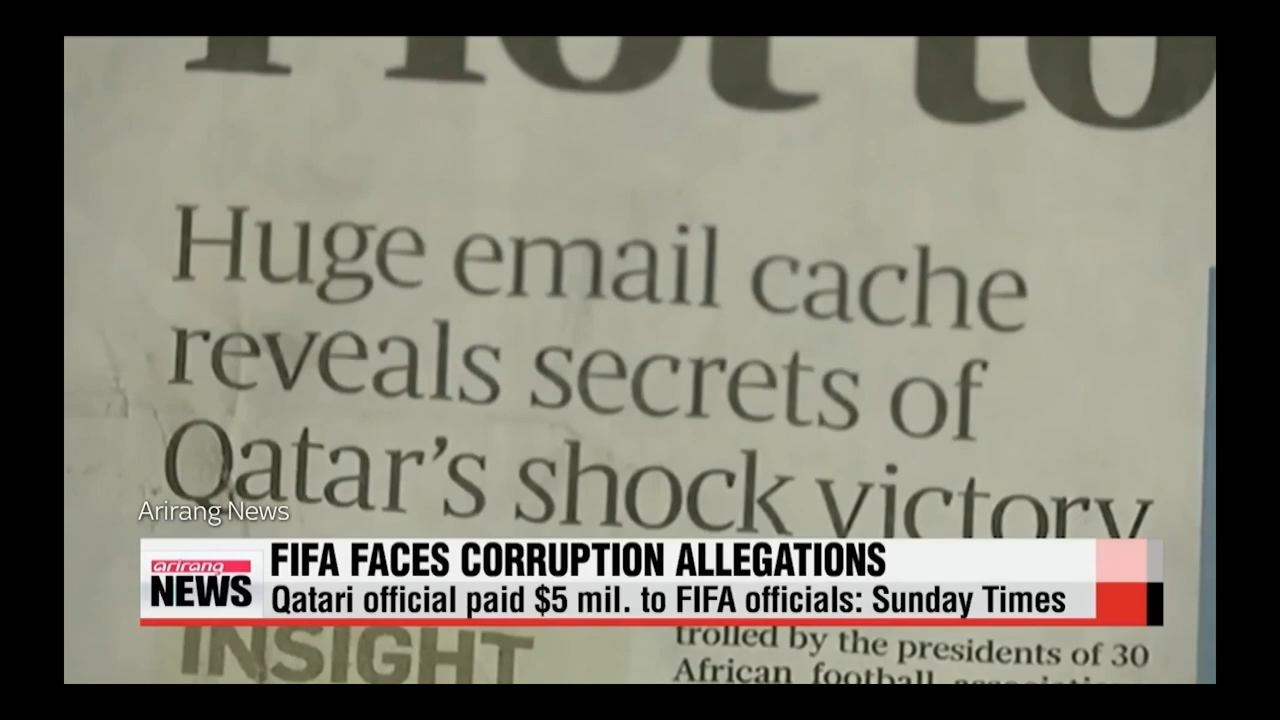 Huge email cache
reveals secrets of
Qatar's shock victory
Arirang News
arirang
NEWS
FIFA FACES CORRUPTION ALLEGATIONS
Qatari official paid $5 mil. to FIFA officials: Sunday Times
INSIGHT
trolled by the presidents of 30
African football